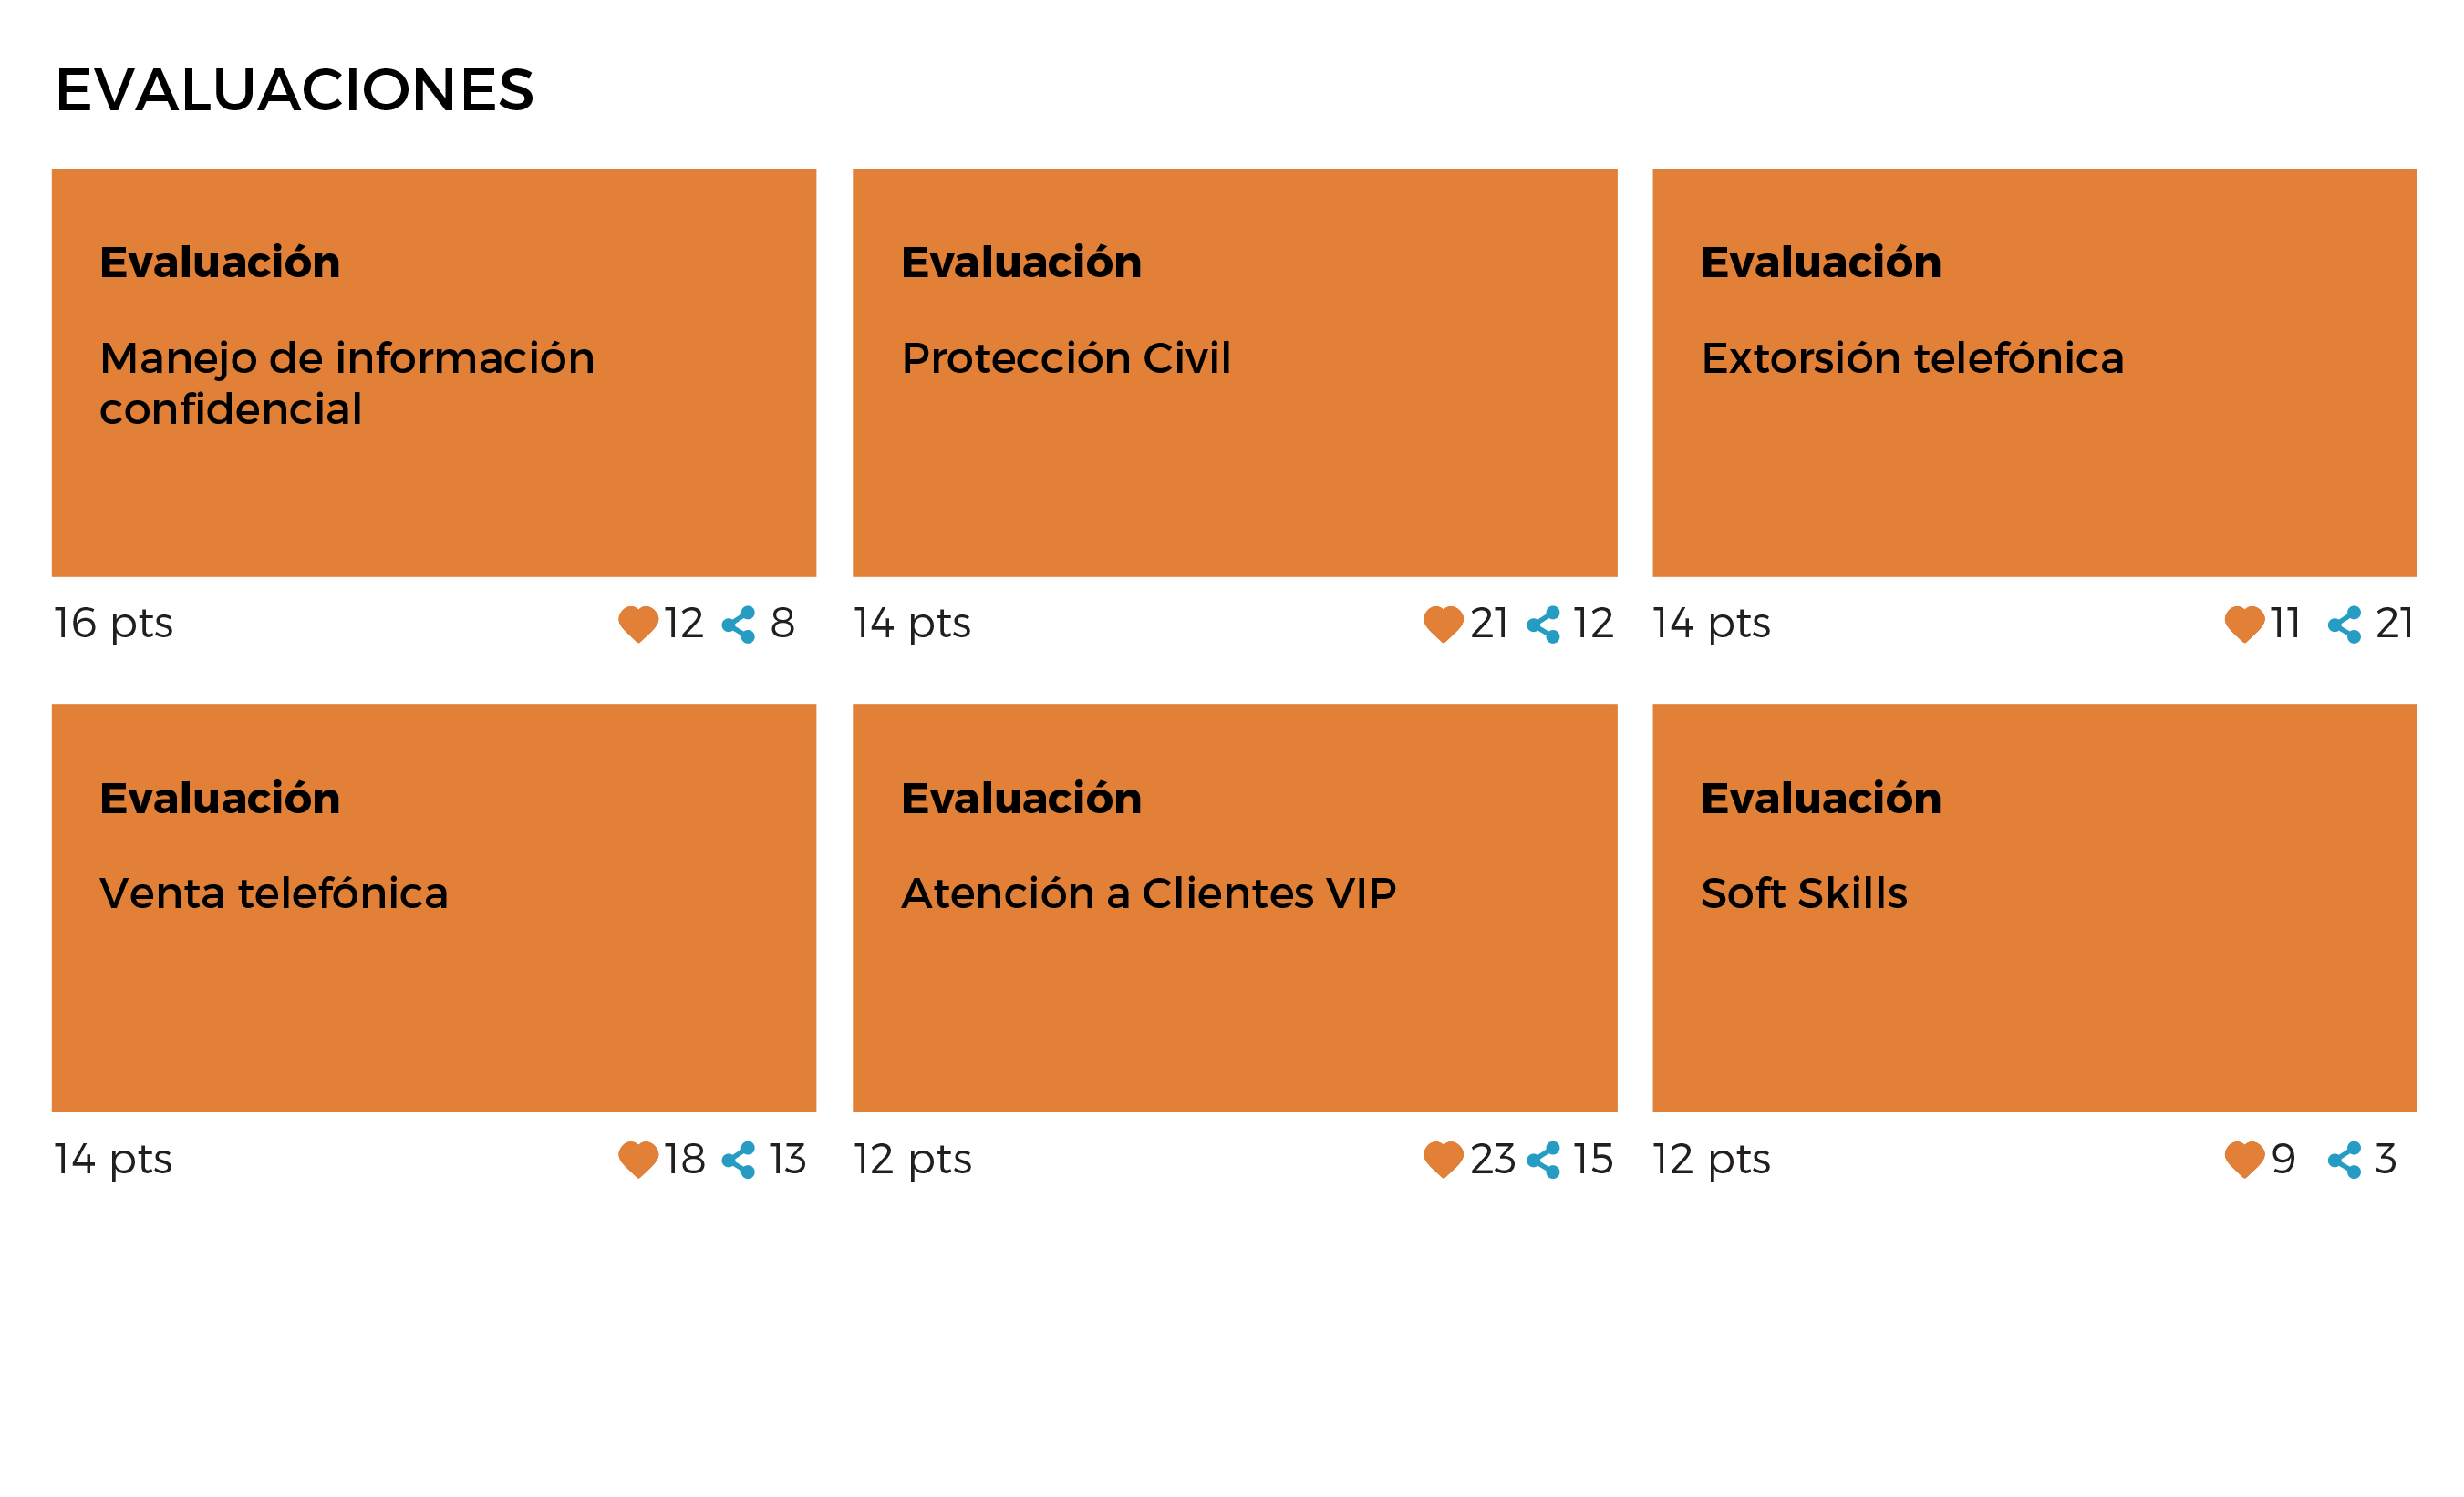 EVALUACIONES
Evaluación
Manejo de información
confidencial
16 pts 12 8
Evaluación
Protección Civil
14 pts 21 12
Evaluación
Extorsión telefónica
14 pts 11 21
Evaluación
Venta telefónica
14 pts 18 13
Evaluación
Atención a Clientes VIP
12 pts 23 15
Evaluación
Soft Skills
12 pts 9 3